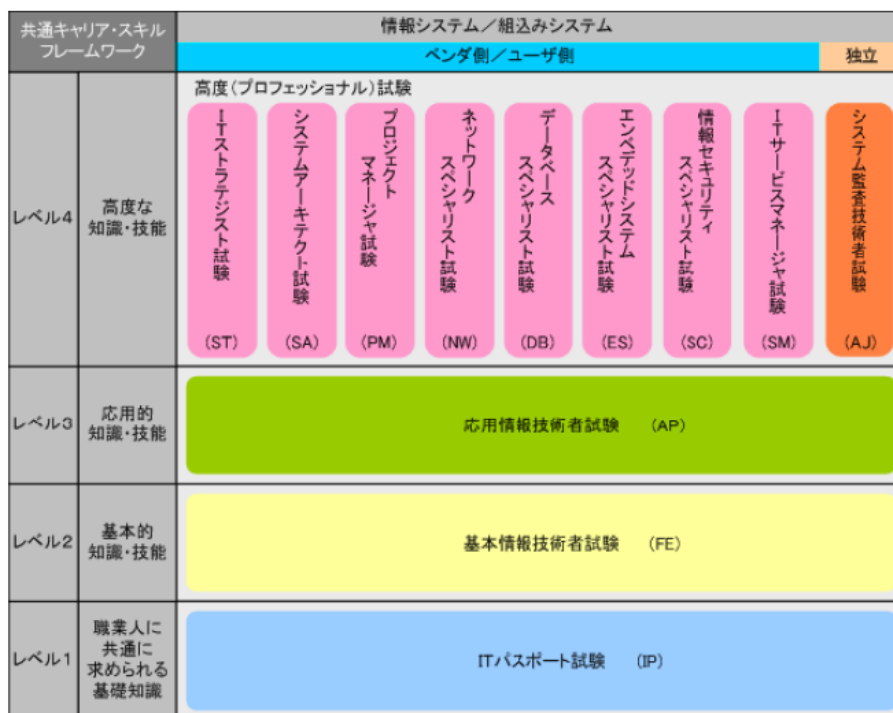 共通キャリア・スキル
フレームワーク
情報システム／組込みシステム
ベンダ側／ユーザ側
独立
レベル4
高度な
知識・技能
高度(プロフェッショナル)試験
ITストラテジスト試験
(ST)
システムアーキテクト試験
(SA)
プロジェクト
マネージャ試験
(PM)
ネットワーク
スペシャリスト試験
(NW)
データベース
スペシャリスト試験
(DB)
エンベデッドシステム
スペシャリスト試験
(ES)
情報セキュリティ
スペシャリスト試験
(SC)
ITサービスマネージャ試験
(SM)
システム監査技術者試験
(AJ)
レベル3
応用的
知識・技能
応用情報技術者試験 (AP)
レベル2
基本的
知識・技能
基本情報技術者試験 (FE)
レベル1
職業人に
共通に
求められる
基礎知識
ITパスポート試験 (IP)